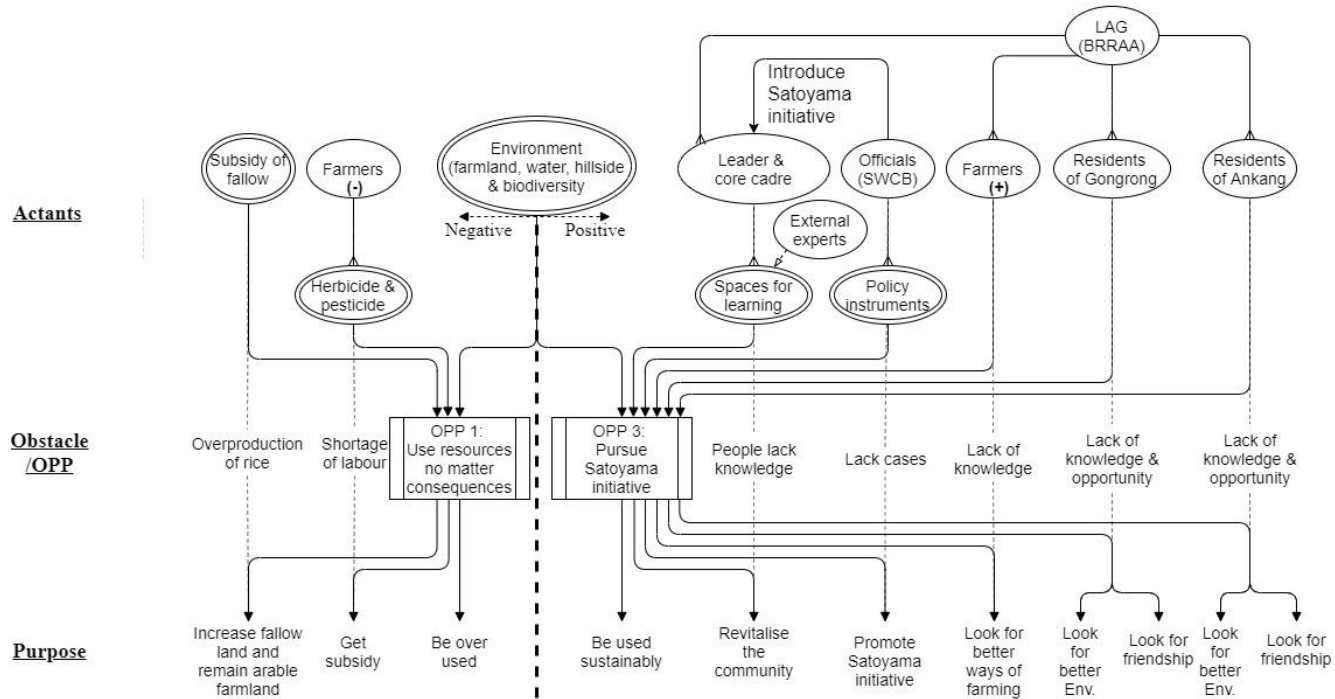 LAG
(BRRAA)
Introduce
Satoyama
initiative
Subsidy of
fallow
Farmers
(-)
Environment
(farmland, water, hillside
& biodiversity
Leader &
core cadre
Officials
(SWCB)
Farmers
(+)
Residents
of Gongrong
Residents
of Ankang
Actants
Negative
Positive
External
experts
Herbicide &
pesticide
Spaces for
learning
Policy
instruments
Obstacle
/OPP
Overproduction
of rice
Shortage
of labour
OPP 1:
Use resources
no matter
consequences
OPP 3:
Pursue
Satoyama
initiative
People lack
knowledge
Lack cases
Lack of
knowledge
Lack of
knowledge &
opportunity
Lack of
knowledge &
opportunity
Purpose
Increase fallow
land and
remain arable
farmland
Get
subsidy
Be over
used
Be used
sustainably
Revitalise
the
community
Promote
Satoyama
initiative
Look for
better
ways of
farming
Look
for
better
Env.
Look for
friendship
Look
for
better
Env.
Look for
friendship